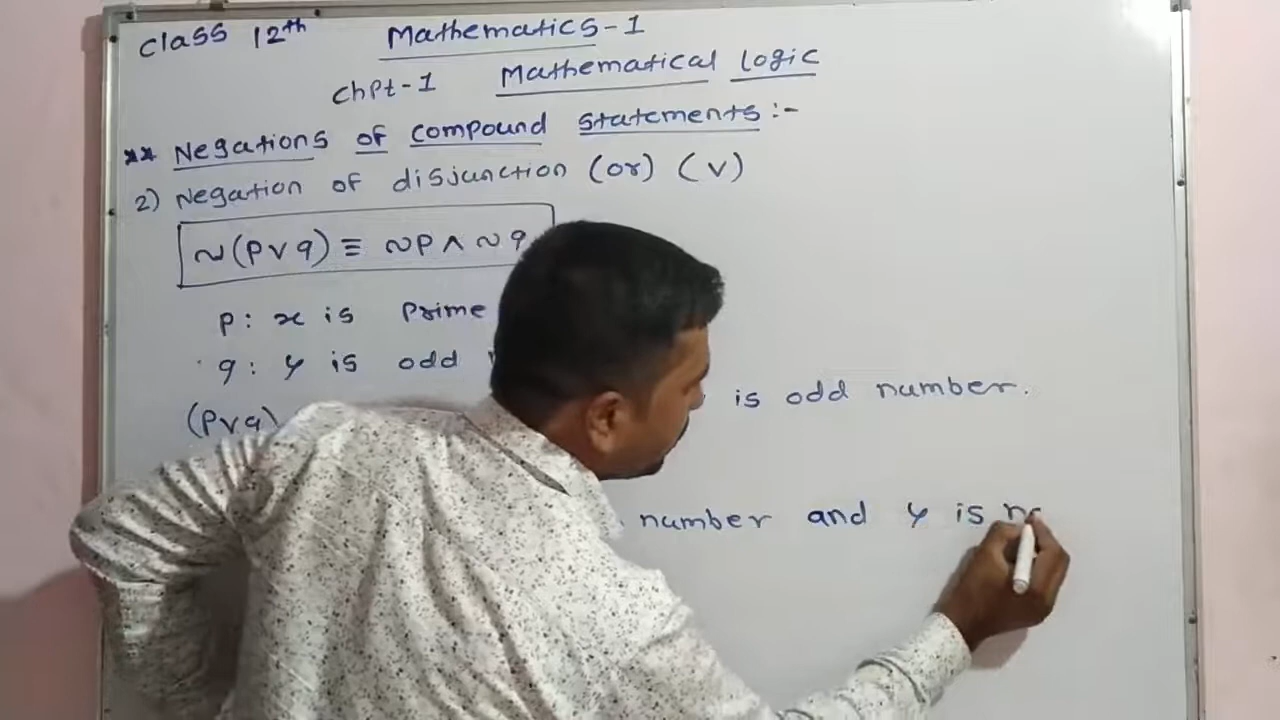 Class 12th Mathematics-1
Chpt-1 Mathematical Logic
** Negations of compound statements :-
2) Negation of disjunction (or) (∨)
~(p∨q) ≡ ~p ∧ ~q
p: x is Prime
q: y is odd
(p∨q) is odd number.
number and y is no